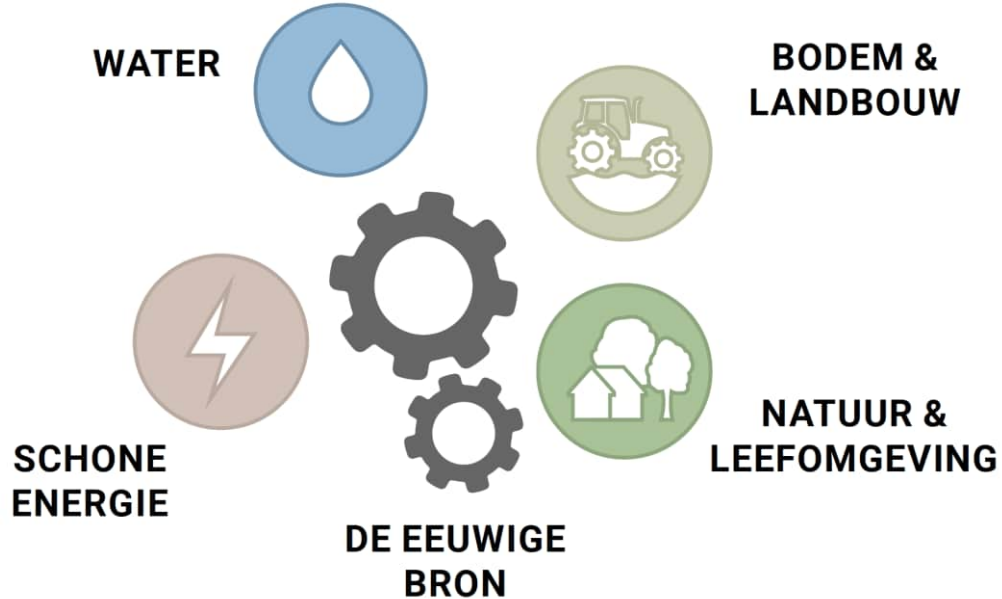 WATER
BODEM &
LANDBOUW
NATUUR &
LEEFOMGEVING
SCHONE
ENERGIE
DE EEUWIGE
BRON